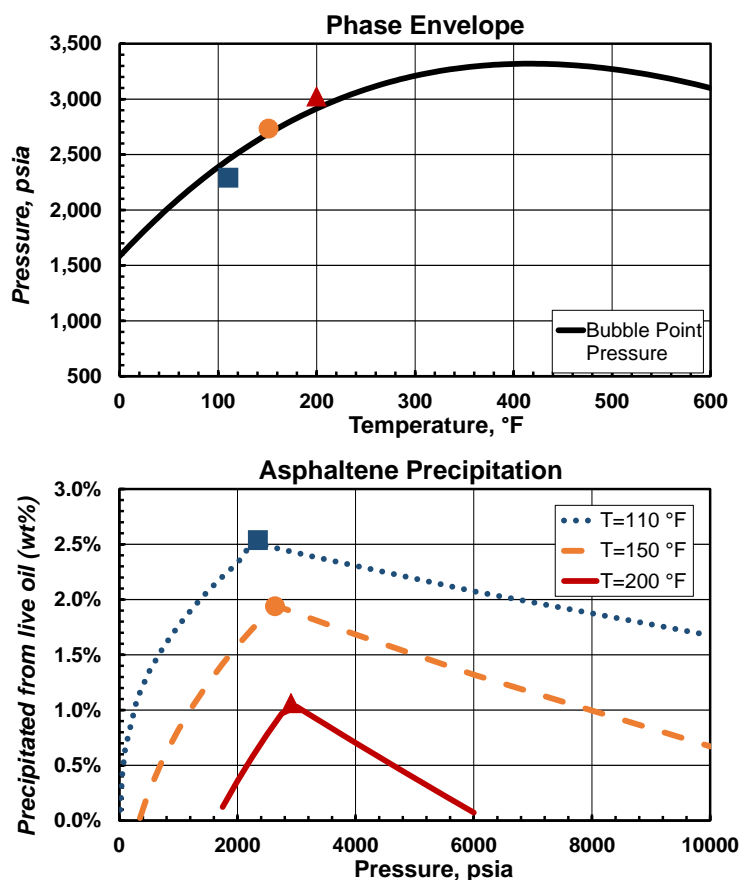 Phase Envelope
3,500
3,000
2,500
2,000
1,500
1,000
500
Pressure, psia
0 100 200 300 400 500 600
Temperature, °F
Bubble Point
Pressure
Asphaltene Precipitation
3.0%
2.5%
2.0%
1.5%
1.0%
0.5%
0.0%
Precipitated from live oil (wt%)
0 2000 4000 6000 8000 10000
Pressure, psia
T=110 °F
T=150 °F
T=200 °F